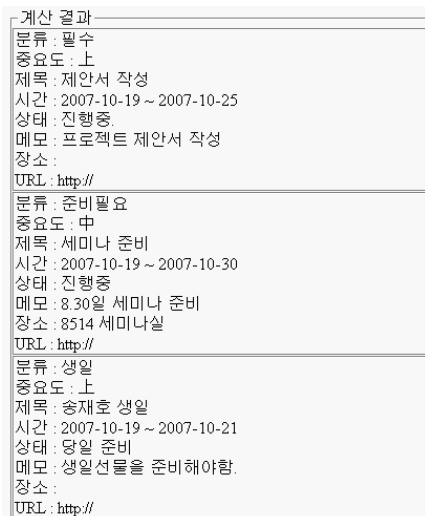 계산 결과
분류 : 필수
중요도 : 上
제목 : 제안서 작성
시간 : 2007-10-19 ~ 2007-10-25
상태 : 진행중.
메모 : 프로젝트 제안서 작성
장소 :
URL : http://
분류 : 준비필요
중요도 : 中
제목 : 세미나 준비
시간 : 2007-10-19 ~ 2007-10-30
상태 : 진행중
메모 : 8.30일 세미나 준비
장소 : 8514 세미나실
URL : http://
분류 : 생일
중요도 : 上
제목 : 송재호 생일
시간 : 2007-10-19 ~ 2007-10-21
상태 : 당일 준비
메모 : 생일선물을 준비해야함.
장소 :
URL : http://